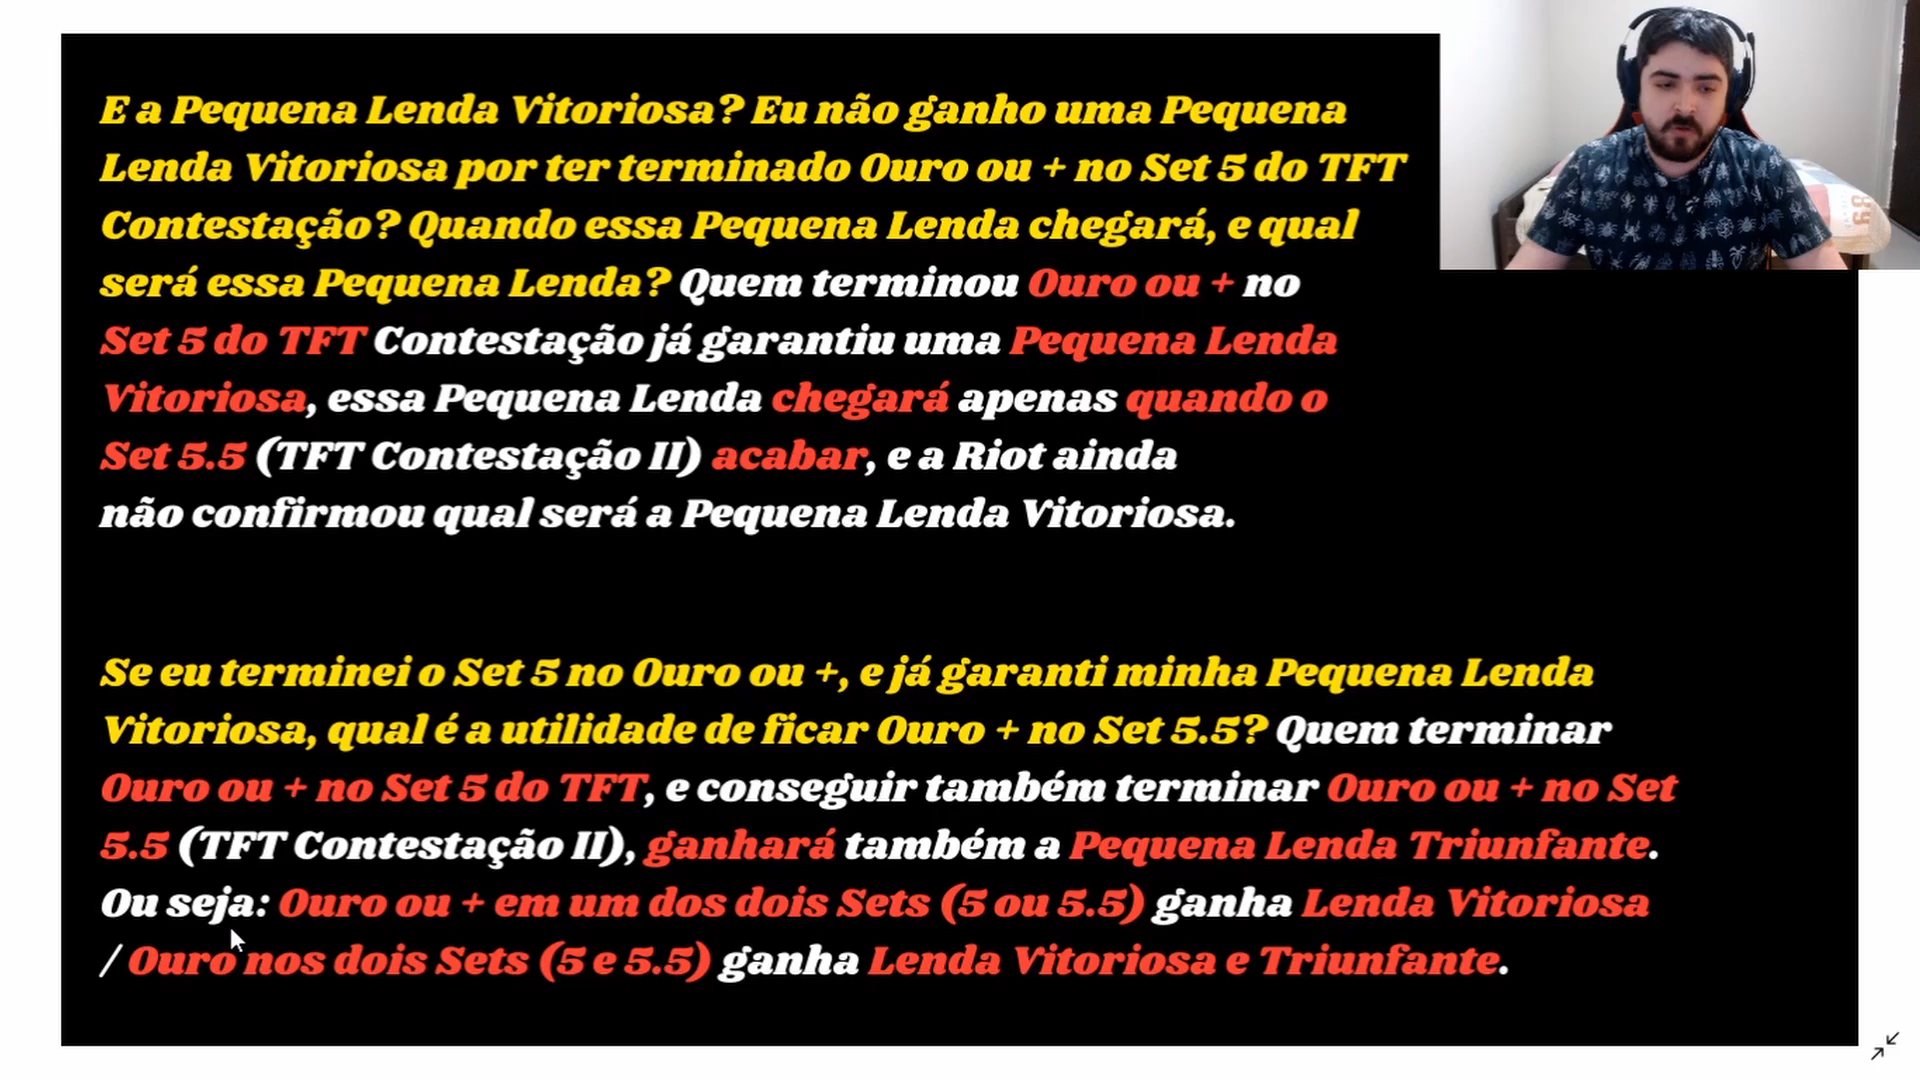 E a Pequena Lenda Vitoriosa? Eu não ganho uma Pequena
Lenda Vitoriosa por ter terminado Ouro ou + no Set 5 do TFT
Contestação? Quando essa Pequena Lenda chegará, e qual
será essa Pequena Lenda? Quem terminou Ouro ou + no
Set 5 do TFT Contestação já garantiu uma Pequena Lenda
Vitoriosa, essa Pequena Lenda chegará apenas quando o
Set 5.5 (TFT Contestação II) acabar, e a Riot ainda
não confirmou qual será a Pequena Lenda Vitoriosa.
Se eu terminei o Set 5 no Ouro ou +, e já garanti minha Pequena Lenda
Vitoriosa, qual é a utilidade de ficar Ouro + no Set 5.5? Quem terminar
Ouro ou + no Set 5 do TFT, e conseguir também terminar Ouro ou + no Set
5.5 (TFT Contestação II), ganhará também a Pequena Lenda Triunfante.
Ou seja: Ouro ou + em um dos dois Sets (5 ou 5.5) ganha Lenda Vitoriosa
/ Ouro nos dois Sets (5 e 5.5) ganha Lenda Vitoriosa e Triunfante.